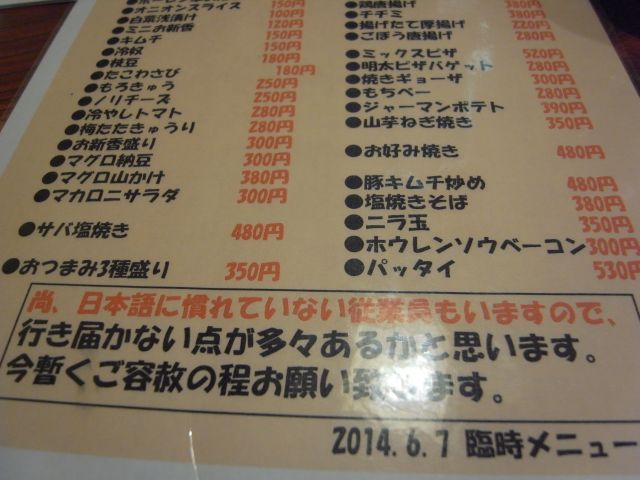 150円
●オニオンスライス 100円
●白菜浅漬け 120円
●ミニお新香 150円
●キムチ 150円
●冷奴 180円
●枝豆 180円
●たこわさび 250円
●もろきゅう 250円
●ノリチーズ 280円
●冷やしトマト 280円
●梅たたきゅうり 300円
●お新香盛り 300円
●マグロ納豆 380円
●マグロ山かけ 300円
●マカロニサラダ
●サバ塩焼き 480円
●おつまみ3種盛り 350円
●鶏唐揚げ 380円
●チヂミ 220円
●揚げたて厚揚げ 280円
●ごぼう唐揚げ
●ミックスピザ 520円
●明太ピザバゲット 280円
●焼きギョーザ 300円
●もちベー 280円
●ジャーマンポテト 390円
●山芋ねぎ焼き 350円
●お好み焼き 480円
●豚キムチ炒め 480円
●塩焼きそば 380円
●ニラ玉 350円
●ホウレンソウベーコン 300円
●パッタイ 530円
尚、日本語に慣れていない従業員もいますので、
行き届かない点が多々あるかと思います。
今暫くご容赦の程お願い致します。
2014.6.7 臨時メニュー